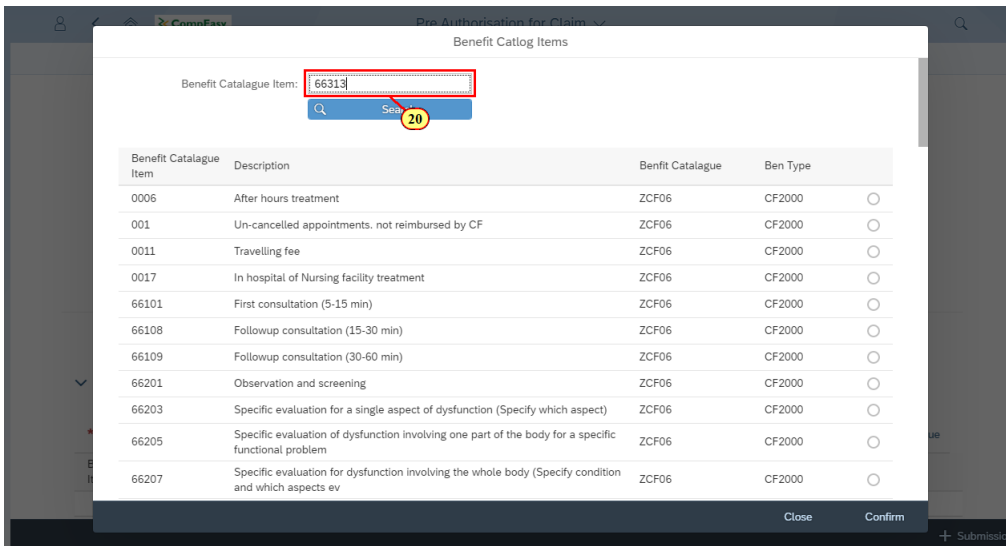 CompEasy
Pre Authorisation for Claim
Benefit Catlog Items
Benefit Catalague Item: 66313
Search
20
Benefit Catalague Item Description Benfit Catalague Ben Type
0006 After hours treatment ZCF06 CF2000
001 Un-cancelled appointments. not reimbursed by CF ZCF06 CF2000
0011 Travelling fee ZCF06 CF2000
0017 In hospital of Nursing facility treatment ZCF06 CF2000
66101 First consultation (5-15 min) ZCF06 CF2000
66108 Followup consultation (15-30 min) ZCF06 CF2000
66109 Followup consultation (30-60 min) ZCF06 CF2000
66201 Observation and screening ZCF06 CF2000
66203 Specific evaluation for a single aspect of dysfunction (Specify which aspect) ZCF06 CF2000
66205 Specific evaluation of dysfunction involving one part of the body for a specific
functional problem ZCF06 CF2000
66207 Specific evaluation for dysfunction involving the whole body (Specify condition
and which aspects ev ZCF06 CF2000
Close Confirm
+ Submissio